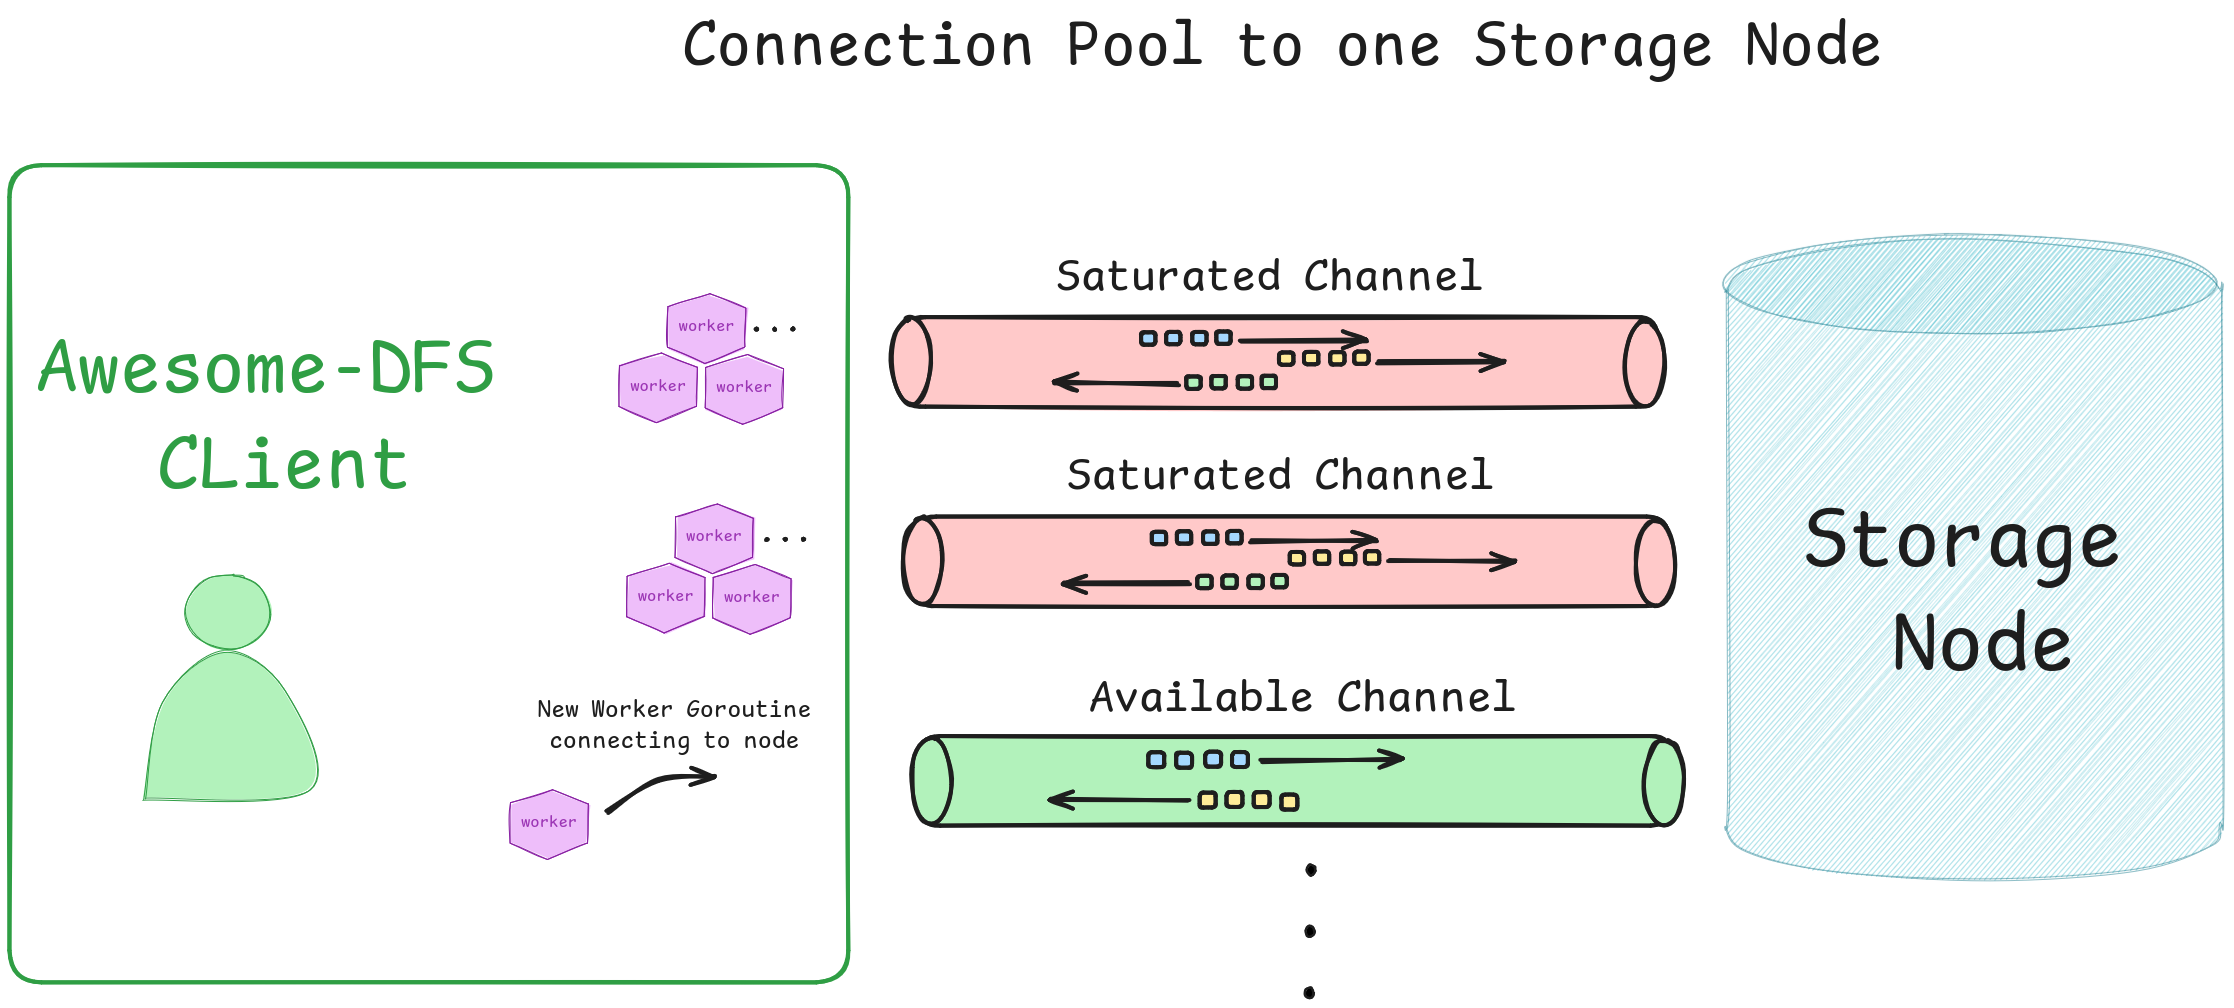 Connection Pool to one Storage Node
Awesome-DFS
CLient
worker
worker
worker
worker
worker
worker
New Worker Goroutine
connecting to node
worker
Saturated Channel
Saturated Channel
Available Channel
Storage
Node